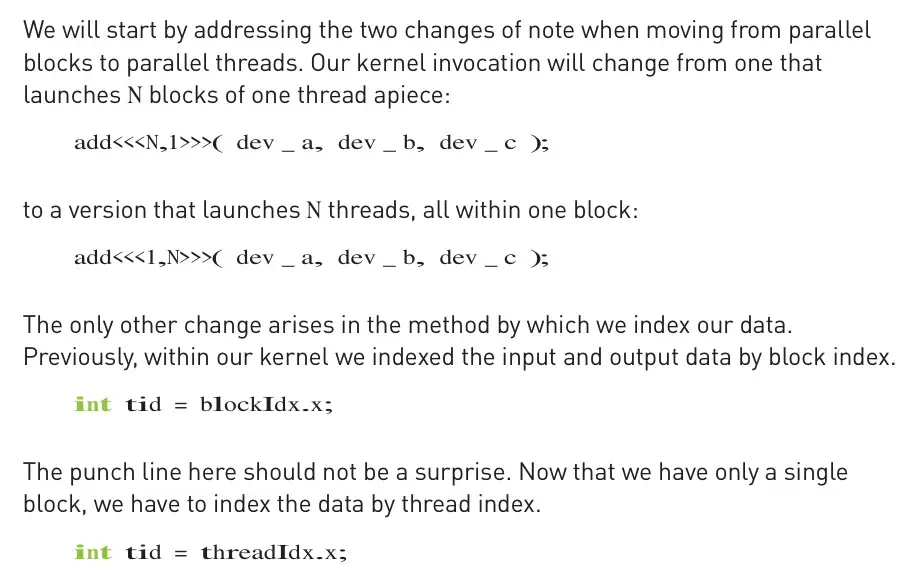 We will start by addressing the two changes of note when moving from parallel
blocks to parallel threads. Our kernel invocation will change from one that
launches N blocks of one thread apiece:
add<<<N,1>>>( dev _ a, dev _ b, dev _ c );
to a version that launches N threads, all within one block:
add<<<1,N>>>( dev _ a, dev _ b, dev _ c );
The only other change arises in the method by which we index our data.
Previously, within our kernel we indexed the input and output data by block index.
int tid = blockIdx.x;
The punch line here should not be a surprise. Now that we have only a single
block, we have to index the data by thread index.
int tid = threadIdx.x;